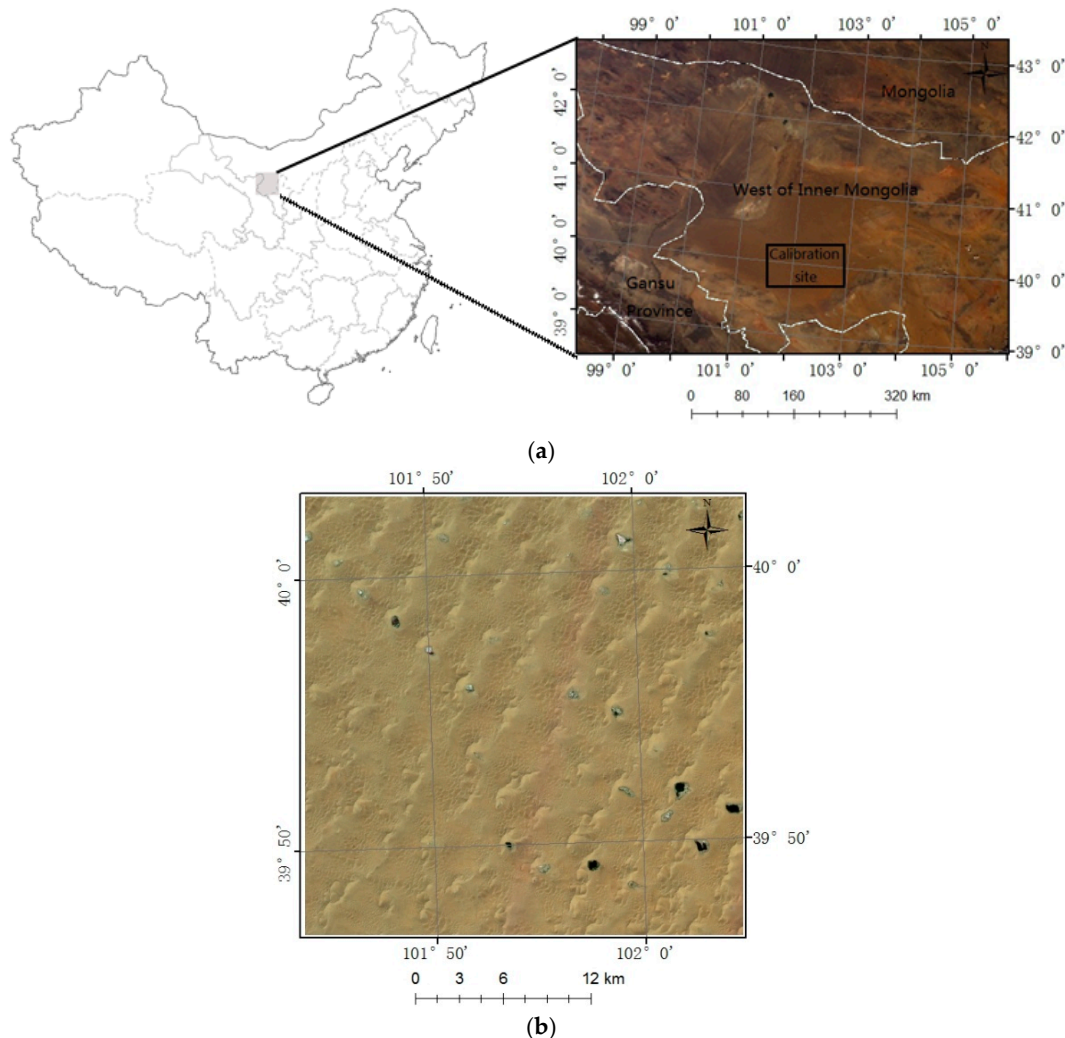 99° 0′ 101° 0′ 103° 0′ 105° 0′
N
43° 0′
42° 0′
41° 0′
40° 0′
39° 0′
42° 0′
41° 0′
40° 0′
39° 0′
Mongolia
West of Inner Mongolia
Calibration
site
Gansu
Province
99° 0′ 101° 0′ 103° 0′ 105° 0′
0 80 160 320 km
(a)
101° 50′ 102° 0′
N
40° 0′ 40° 0′
39° 50′ 39° 50′
101° 50′ 102° 0′
0 3 6 12 km
(b)